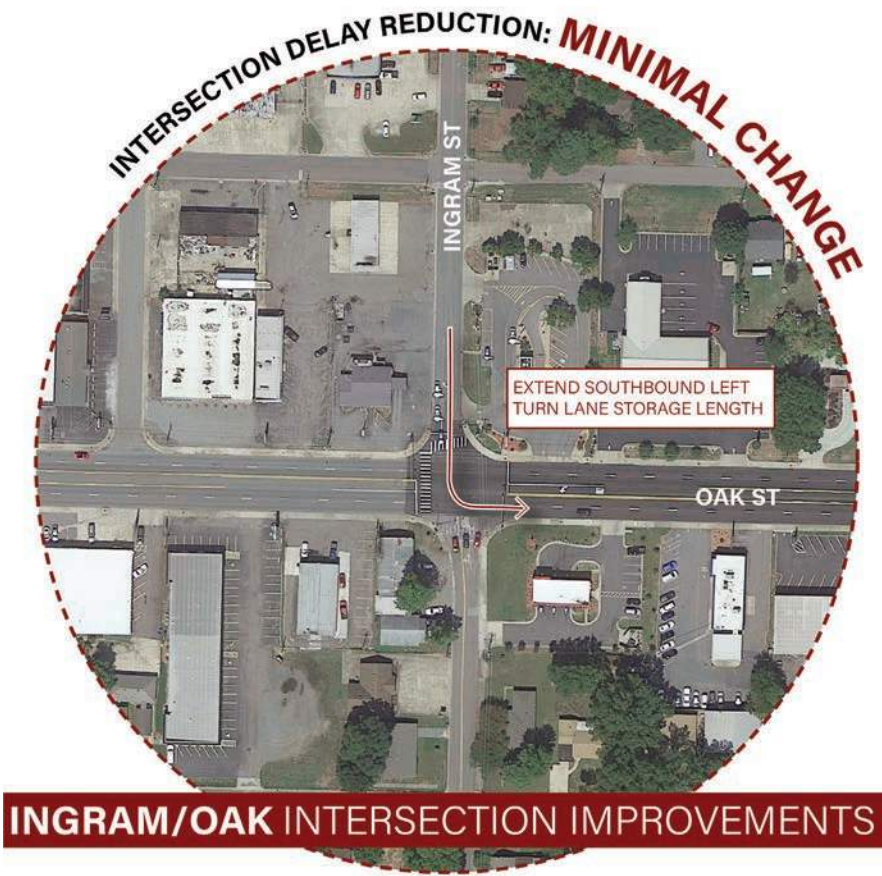 INTERSECTION DELAY REDUCTION: MINIMAL CHANGE
INGRAM ST
EXTEND SOUTHBOUND LEFT
TURN LANE STORAGE LENGTH
OAK ST
INGRAM/OAK INTERSECTION IMPROVEMENTS